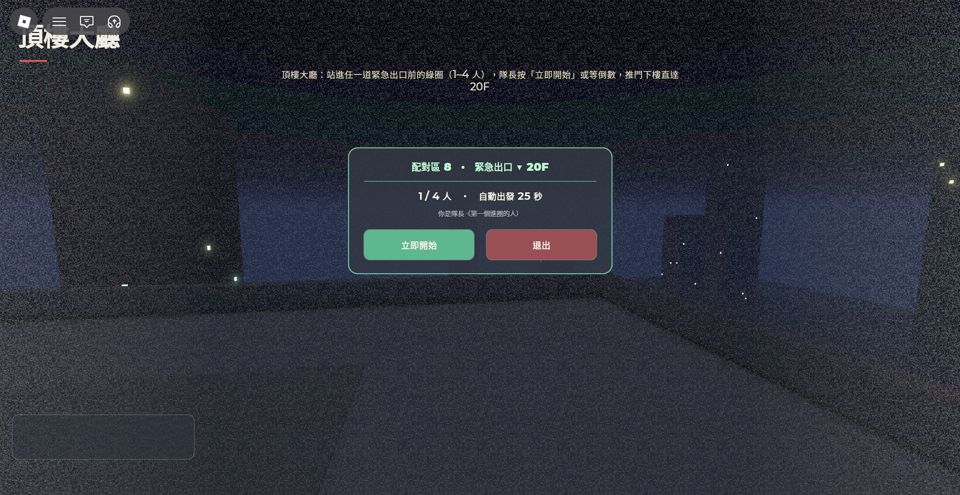 頂樓大廳
頂樓大廳：站進任一道緊急出口前的綠圈（1–4 人），隊長按「立即開始」或等倒數，推門下樓直達
20F
配對區 8 • 緊急出口 ▼ 20F
1 / 4 人 • 自動出發 25 秒
你是隊長（第一個進圈的人）
立即開始
退出